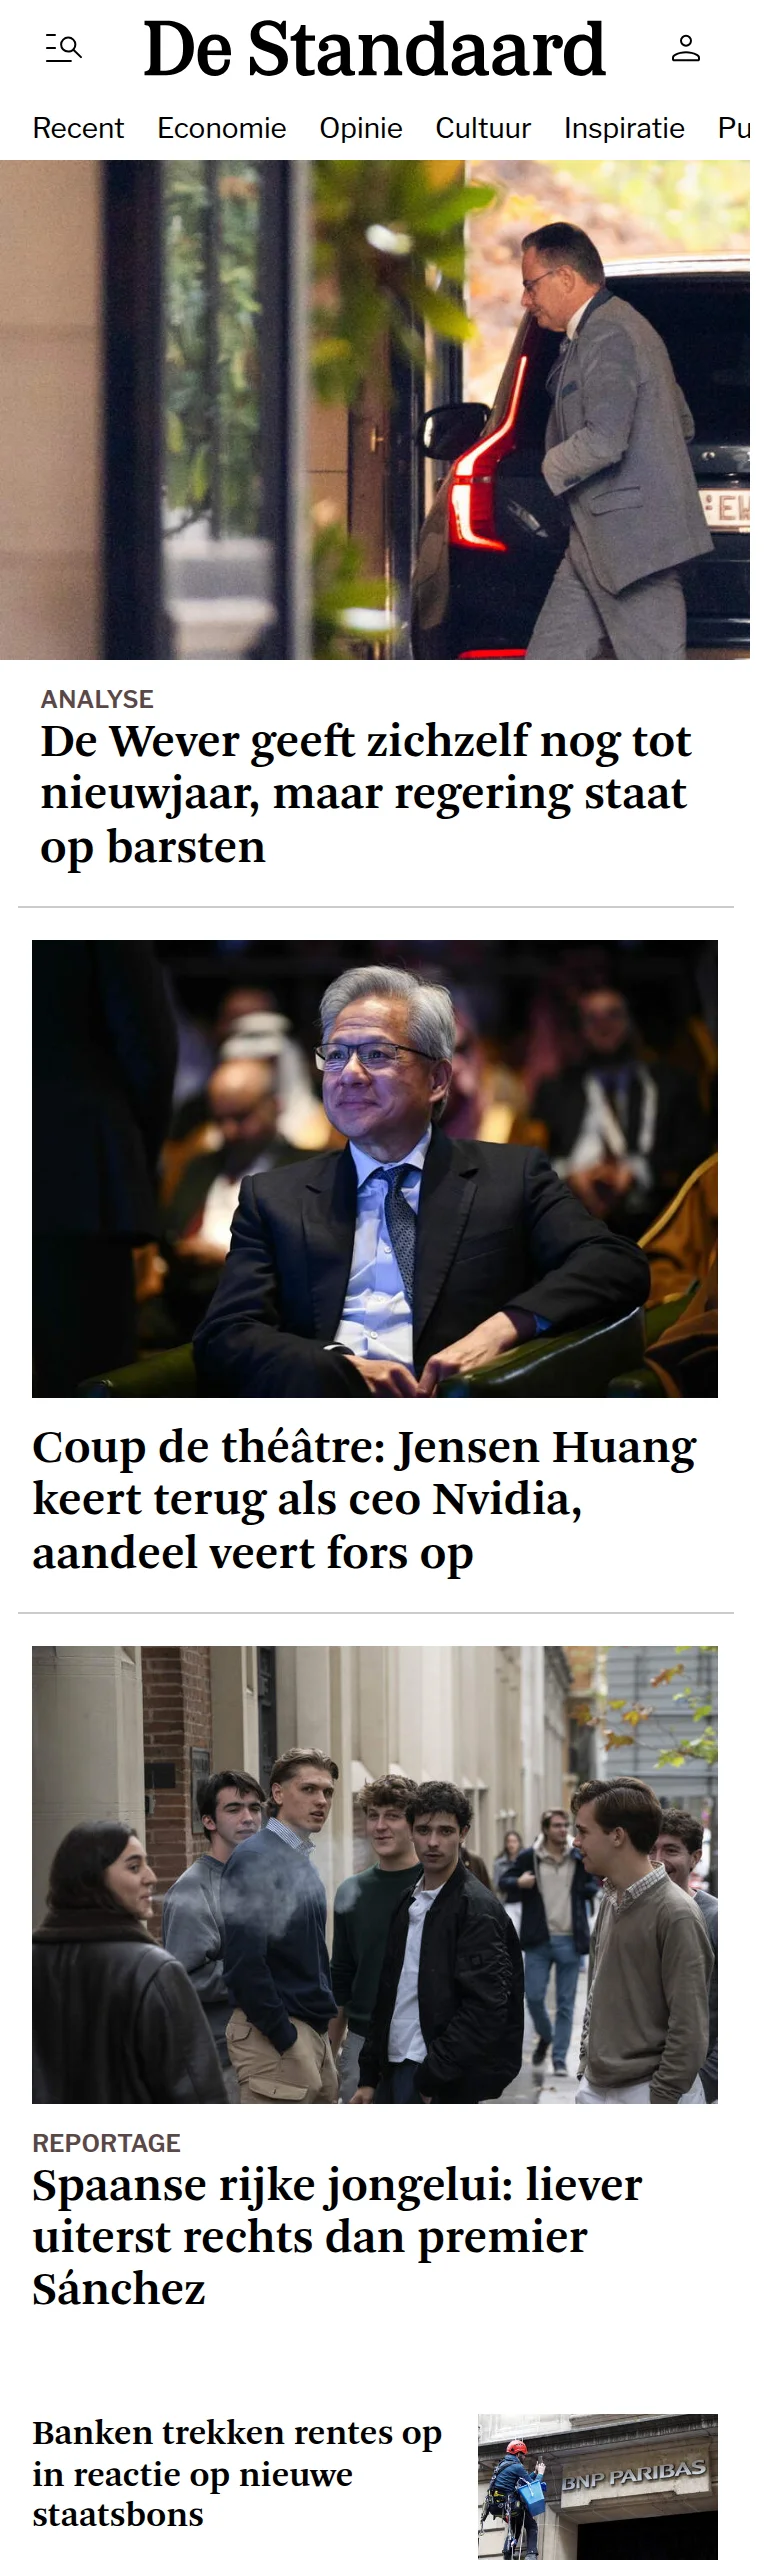 De Standaard
Recent Economie Opinie Cultuur Inspiratie Pu
EW
ANALYSE
De Wever geeft zichzelf nog tot
nieuwjaar, maar regering staat
op barsten
Coup de théâtre: Jensen Huang
keert terug als ceo Nvidia,
aandeel veert fors op
REPORTAGE
Spaanse rijke jongelui: liever
uiterst rechts dan premier
Sánchez
Banken trekken rentes op
in reactie op nieuwe
staatsbons
BNP PARIBAS